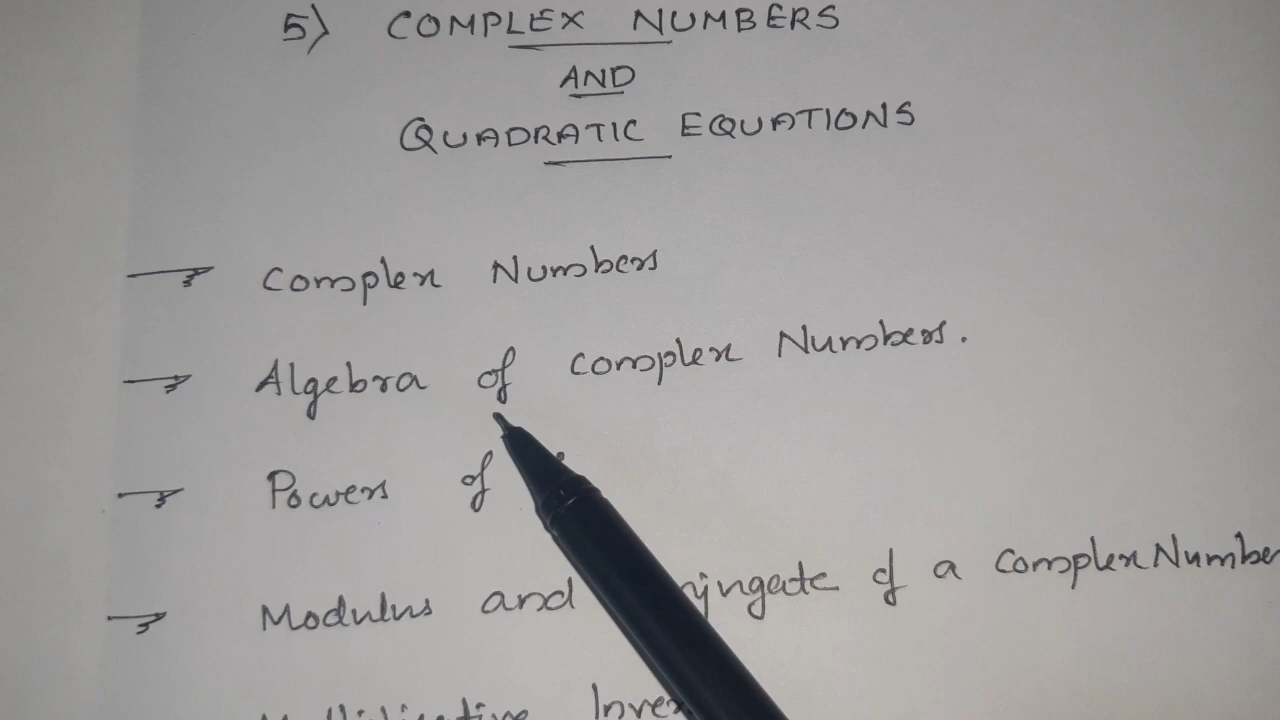 5) COMPLEX NUMBERS
AND
QUADRATIC EQUATIONS
→ Complex Numbers
→ Algebra of complex Numbers.
→ Powers of
→ Modulus and of a Complex Number